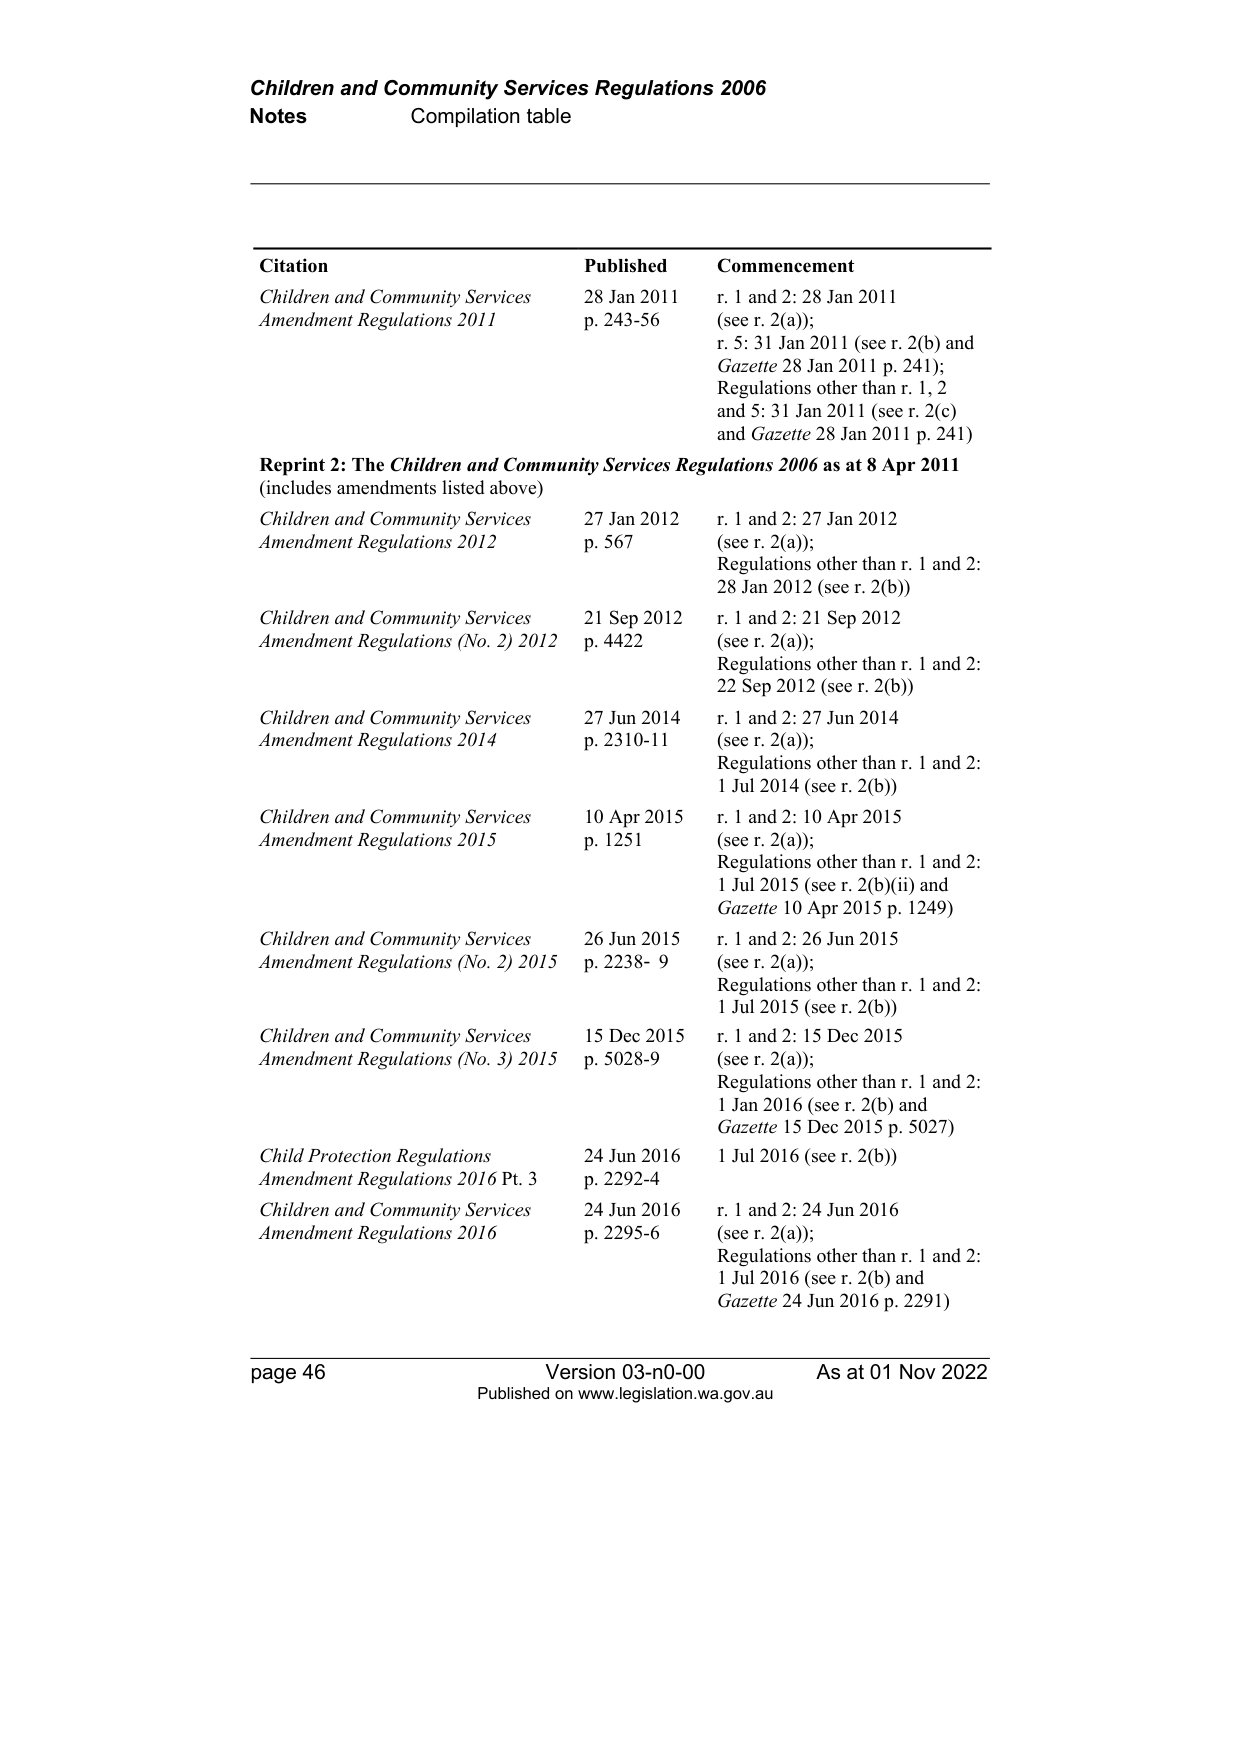 Children and Community Services Regulations 2006
Notes Compilation table
Citation Published Commencement
Children and Community Services 28 Jan 2011 r. 1 and 2: 28 Jan 2011
Amendment Regulations 2011 p. 243-56 (see r. 2(a));
r. 5: 31 Jan 2011 (see r. 2(b) and
Gazette 28 Jan 2011 p. 241);
Regulations other than r. 1, 2
and 5: 31 Jan 2011 (see r. 2(c)
and Gazette 28 Jan 2011 p. 241)
Reprint 2: The Children and Community Services Regulations 2006 as at 8 Apr 2011
(includes amendments listed above)
Children and Community Services 27 Jan 2012 r. 1 and 2: 27 Jan 2012
Amendment Regulations 2012 p. 567 (see r. 2(a));
Regulations other than r. 1 and 2:
28 Jan 2012 (see r. 2(b))
Children and Community Services 21 Sep 2012 r. 1 and 2: 21 Sep 2012
Amendment Regulations (No. 2) 2012 p. 4422 (see r. 2(a));
Regulations other than r. 1 and 2:
22 Sep 2012 (see r. 2(b))
Children and Community Services 27 Jun 2014 r. 1 and 2: 27 Jun 2014
Amendment Regulations 2014 p. 2310-11 (see r. 2(a));
Regulations other than r. 1 and 2:
1 Jul 2014 (see r. 2(b))
Children and Community Services 10 Apr 2015 r. 1 and 2: 10 Apr 2015
Amendment Regulations 2015 p. 1251 (see r. 2(a));
Regulations other than r. 1 and 2:
1 Jul 2015 (see r. 2(b)(ii) and
Gazette 10 Apr 2015 p. 1249)
Children and Community Services 26 Jun 2015 r. 1 and 2: 26 Jun 2015
Amendment Regulations (No. 2) 2015 p. 2238- 9 (see r. 2(a));
Regulations other than r. 1 and 2:
1 Jul 2015 (see r. 2(b))
Children and Community Services 15 Dec 2015 r. 1 and 2: 15 Dec 2015
Amendment Regulations (No. 3) 2015 p. 5028-9 (see r. 2(a));
Regulations other than r. 1 and 2:
1 Jan 2016 (see r. 2(b) and
Gazette 15 Dec 2015 p. 5027)
Child Protection Regulations 24 Jun 2016 1 Jul 2016 (see r. 2(b))
Amendment Regulations 2016 Pt. 3 p. 2292-4
Children and Community Services 24 Jun 2016 r. 1 and 2: 24 Jun 2016
Amendment Regulations 2016 p. 2295-6 (see r. 2(a));
Regulations other than r. 1 and 2:
1 Jul 2016 (see r. 2(b) and
Gazette 24 Jun 2016 p. 2291)
page 46 Version 03-n0-00 As at 01 Nov 2022
Published on www.legislation.wa.gov.au